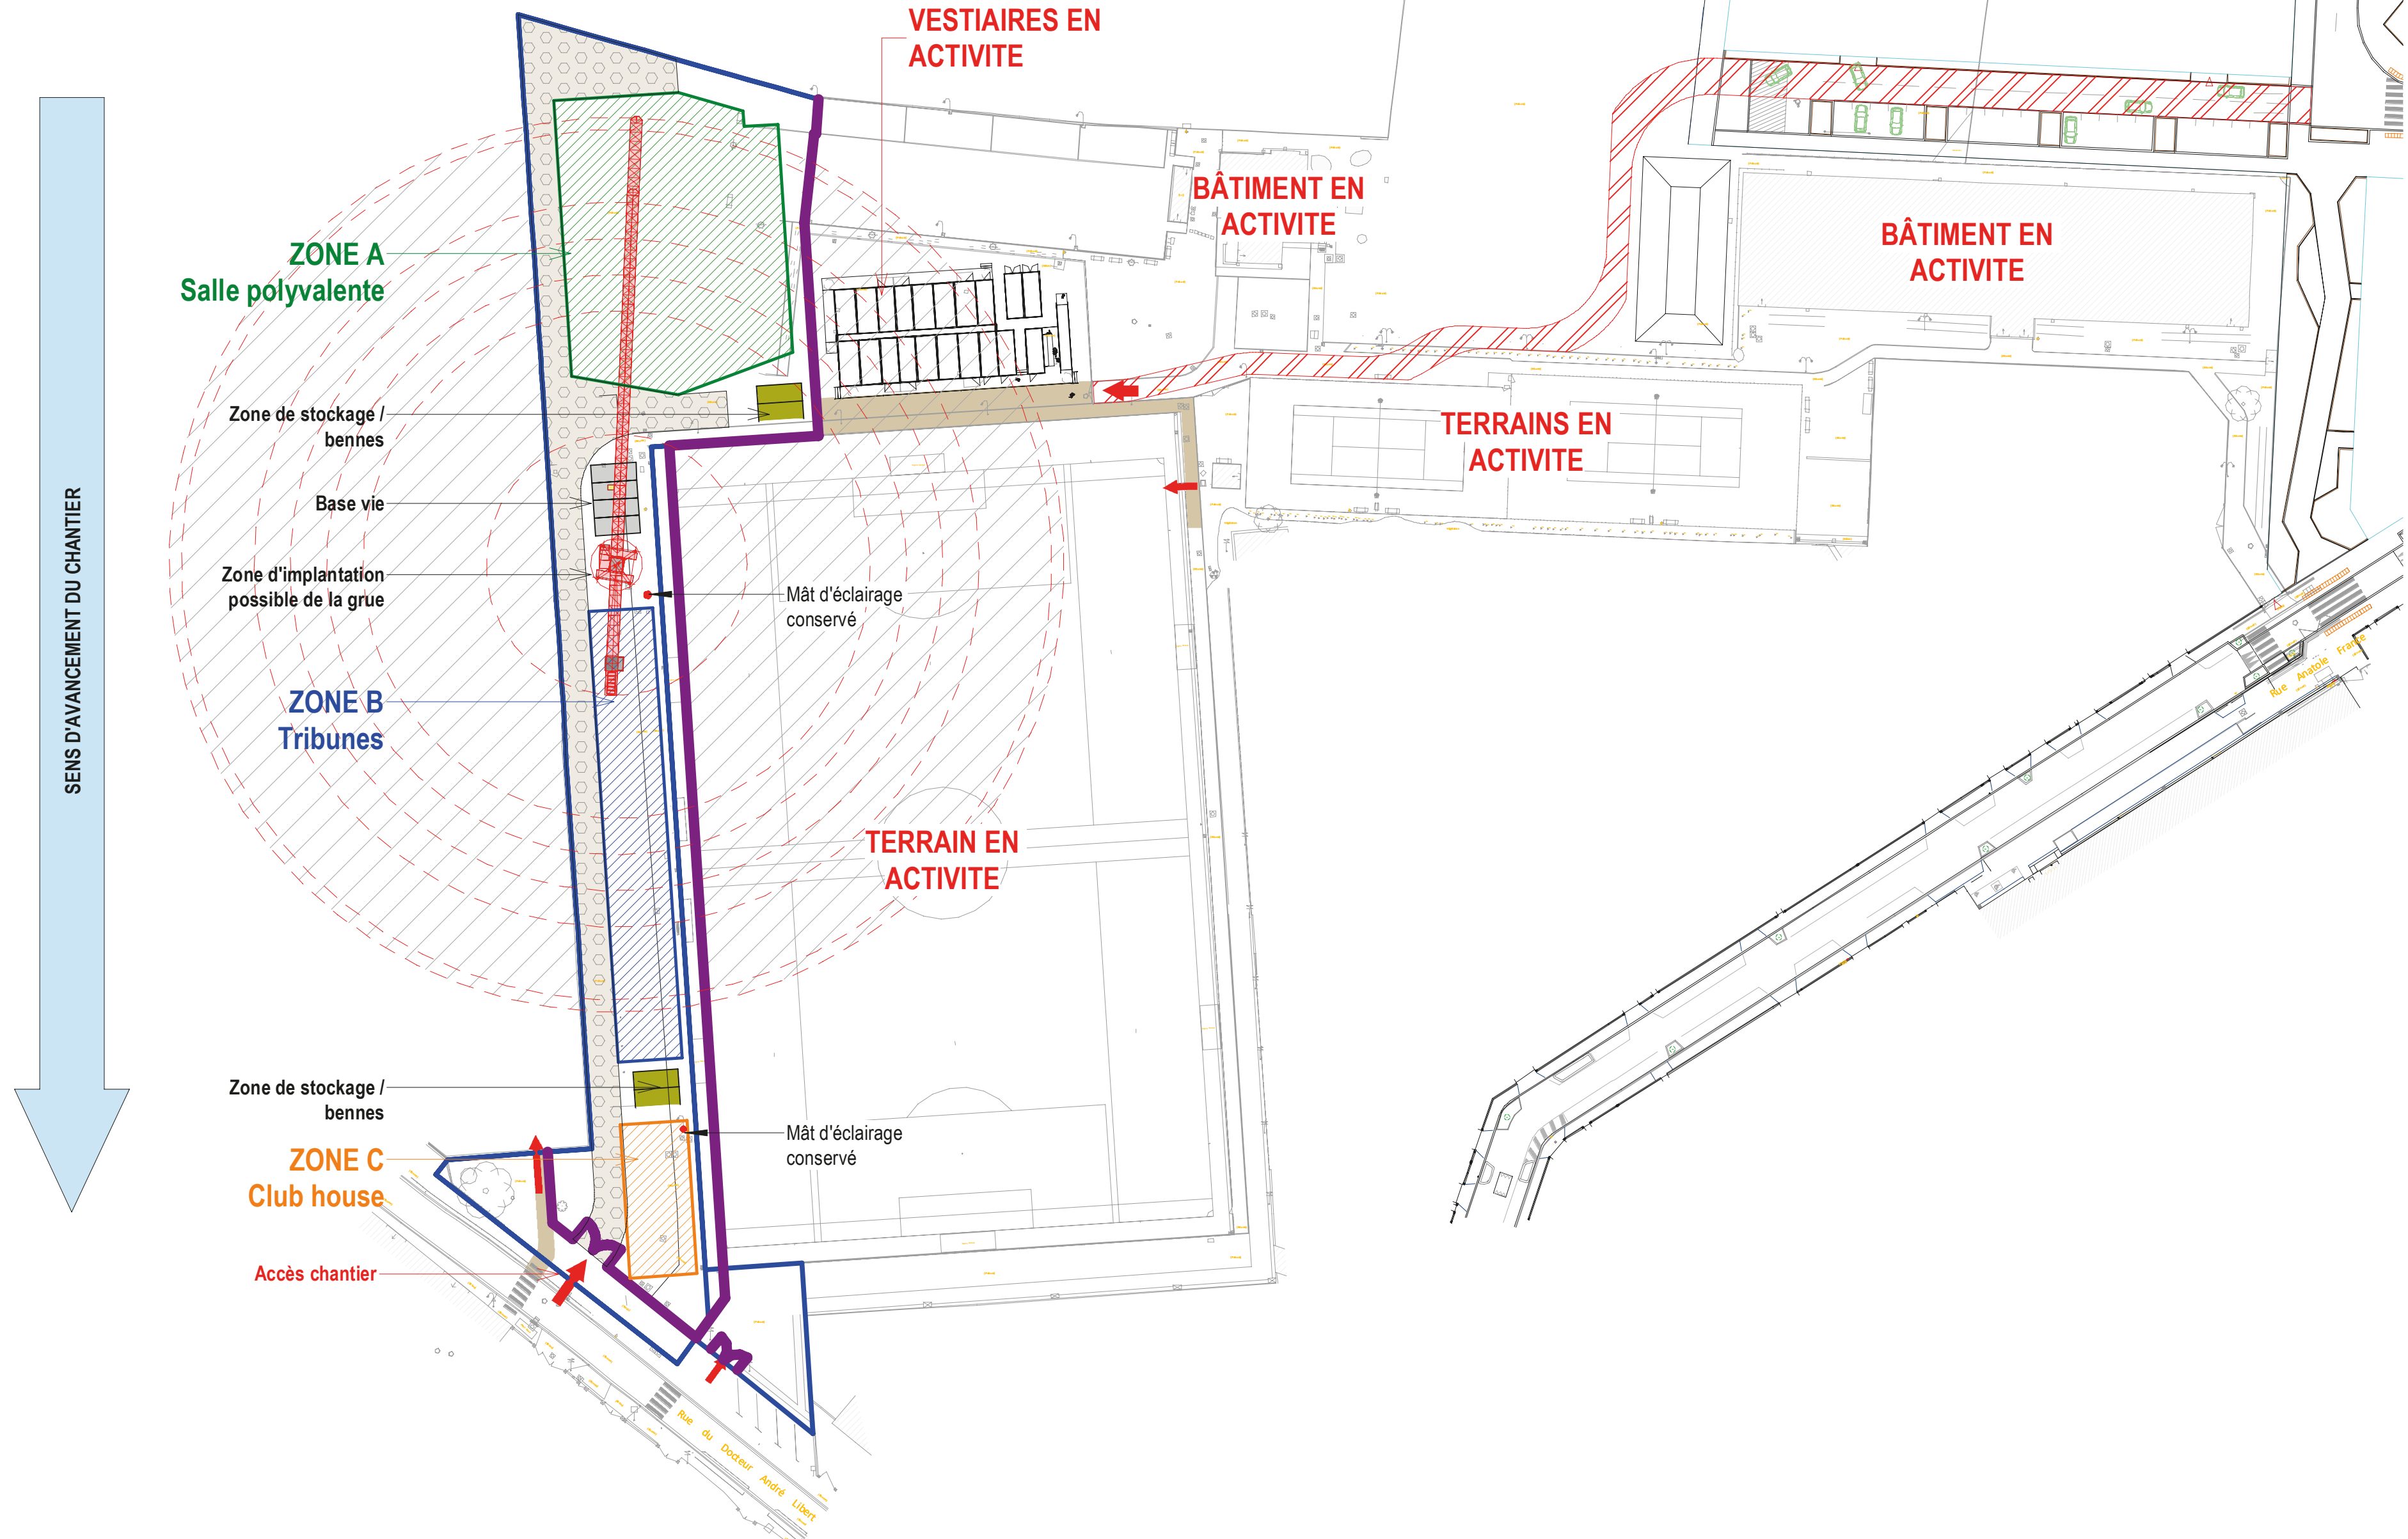 VESTIAIRES EN
ACTIVITE
BÂTIMENT EN
ACTIVITE
BÂTIMENT EN
ACTIVITE
ZONE A
Salle polyvalente
Zone de stockage /
bennes
TERRAINS EN
ACTIVITE
Base vie
SENS D'AVANCEMENT DU CHANTIER
Zone d'implantation
possible de la grue
Mât d'éclairage
conservé
Rue Anatole France
ZONE B
Tribunes
TERRAIN EN
ACTIVITE
Zone de stockage /
bennes
Mât d'éclairage
conservé
ZONE C
Club house
Accès chantier
Rue du Docteur André Libert